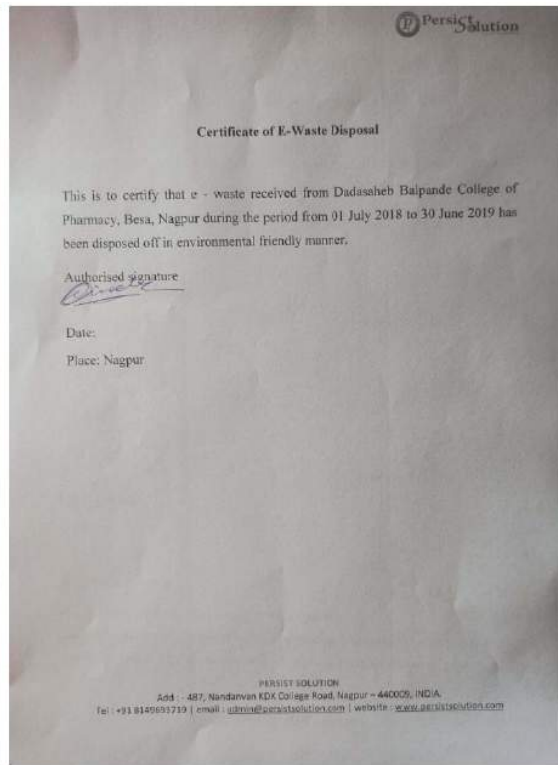 Persist
Solution
Certificate of E-Waste Disposal
This is to certify that e - waste received from Dadasaheb Balpande College of
Pharmacy, Besa, Nagpur during the period from 01 July 2018 to 30 June 2019 has
been disposed off in environmental friendly manner.
Authorised signature
Date:
Place: Nagpur
PERSIST SOLUTION
Add : - 487, Nandanvan KDK College Road, Nagpur – 440009, INDIA.
Tel : +91 8149693719 | email : admin@persistsolution.com | website : www.persistsolution.com